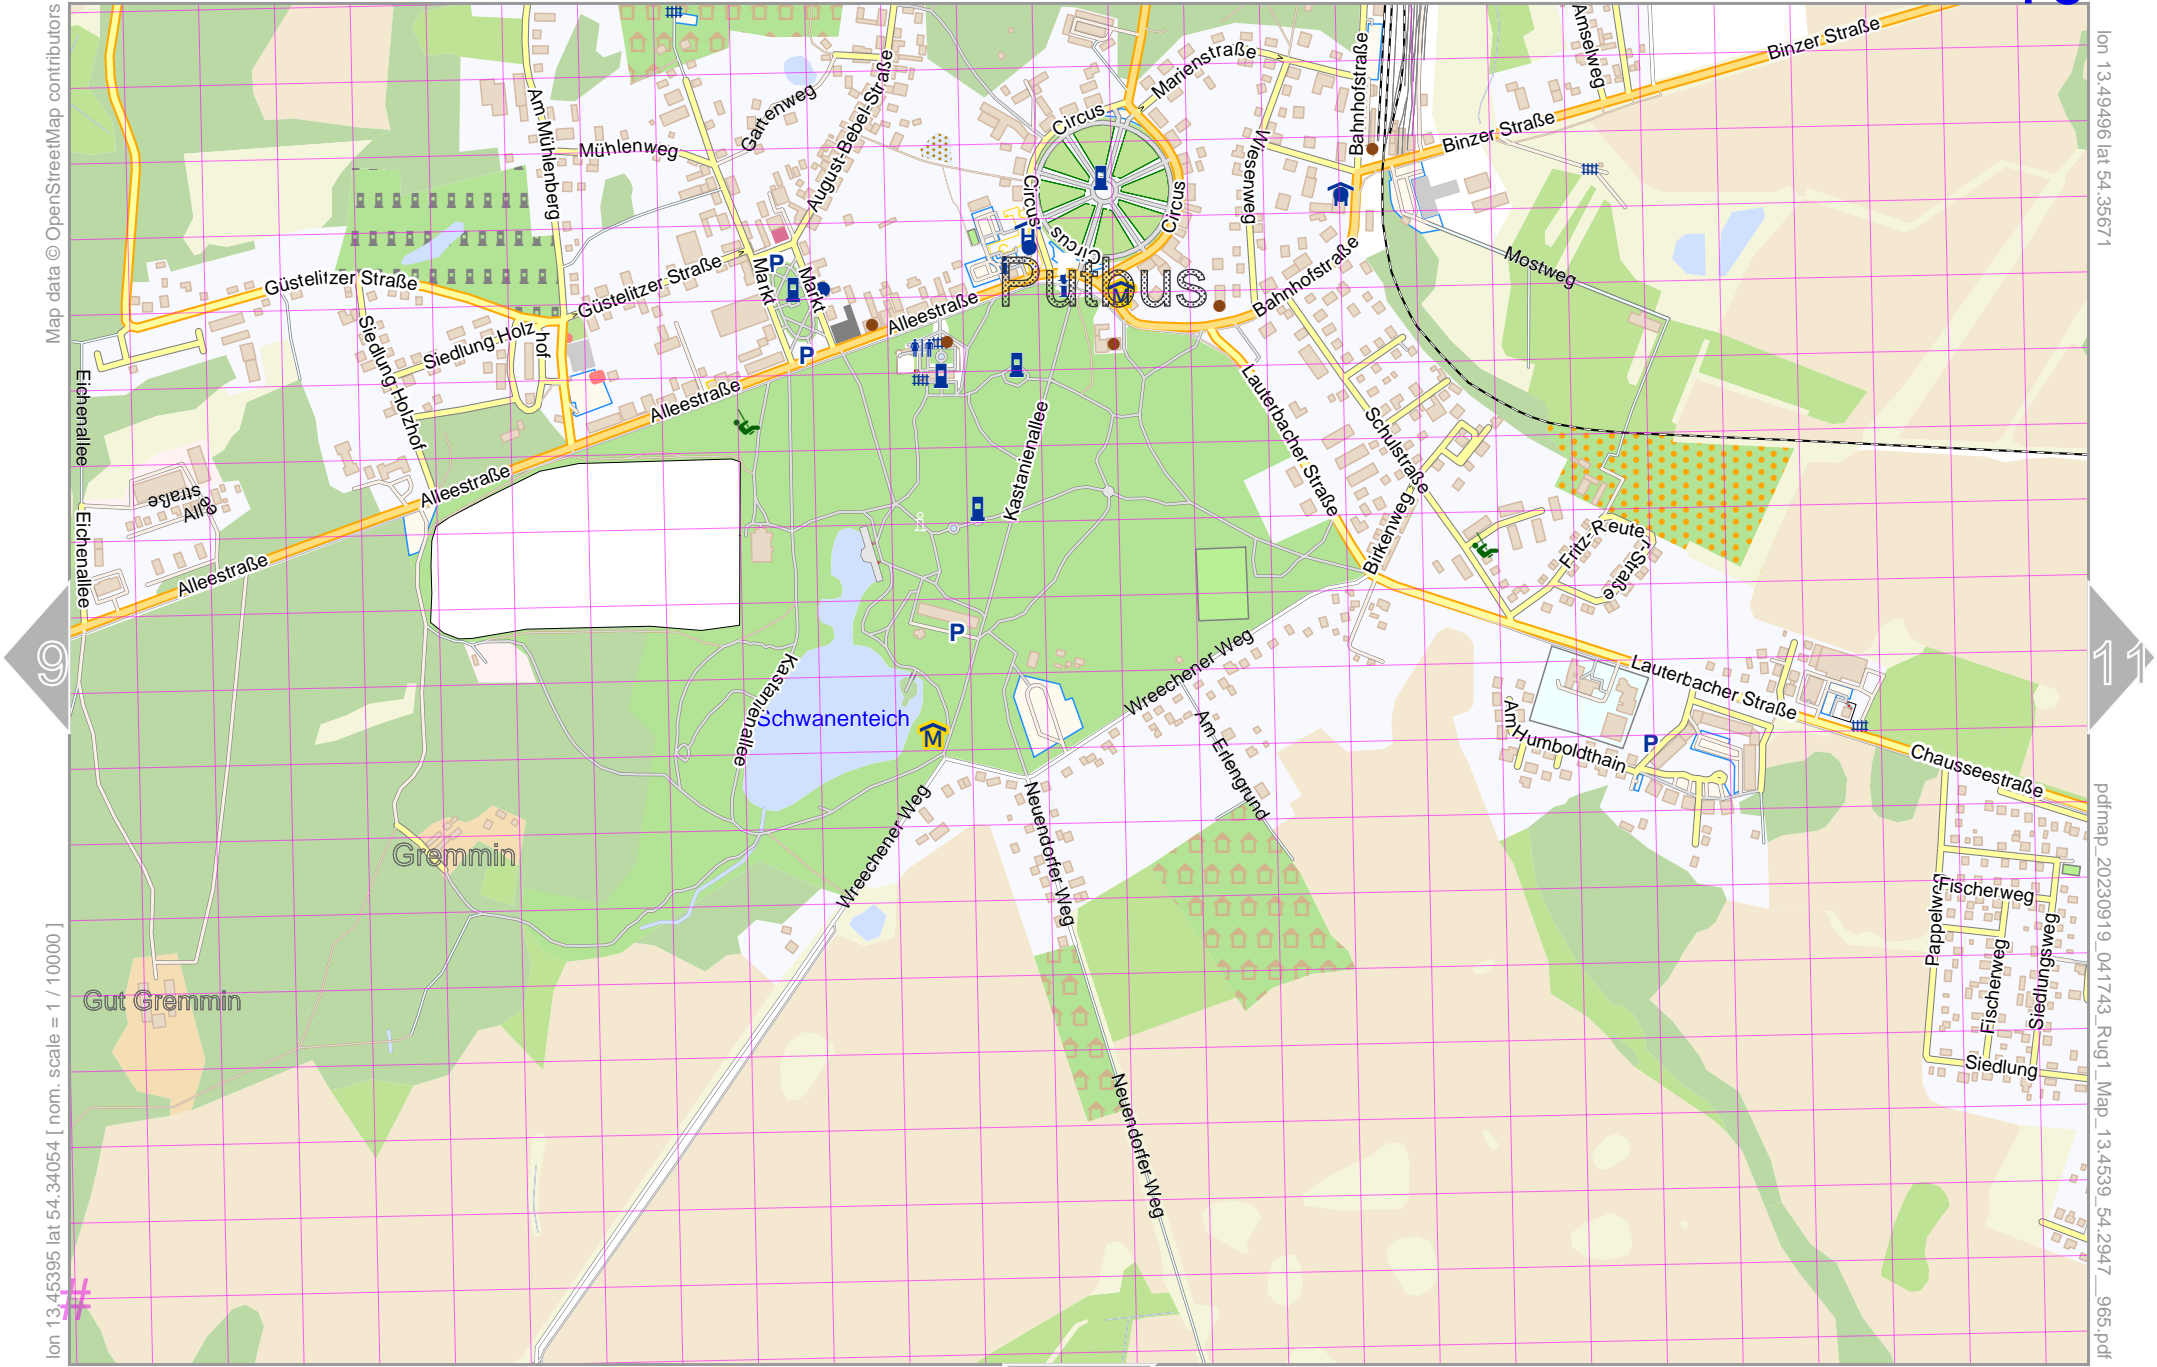 Map data © OpenStreetMap contributors
lon 13.49496 lat 54.35671
Binzer Straße
Amselweg
Marienstraße
Bahnhofstraße
Am Mühlenberg
Gartenweg
August-Bebel-Straße
Circus
Mühlenweg
Wiesenweg
Binzer Straße
Circus
Circus
Circus
H
H
Güstelitzer Straße
Güstelitzer Straße
P
Markt
Markt
Putbus
M
Bahnhofstraße
Mostweg
Siedlung Holz
hof
Siedlung Holzhof
Alleestraße
P
Alleestraße
Eichenallee
Lauterbacher Straße
Schulstraße
Kastanienallee
Alleestraße
Allee
straße
Eichenallee
Birkenweg
Fritz-Reute
r-Straße
Alleestraße
9
P
Wreechener Weg
11
Kastanienallee
Schwanenteich
M
Am Erlengrund
Lauterbacher Straße
Am
Humboldthain
P
Chausseestraße
Neuendorfer Weg
Wreechener Weg
Gremmin
Fischerweg
Pappelweg
Fischerweg
Siedlungsweg
Gut Gremmin
Siedlung
Neuendorfer Weg
lon 13.45395 lat 54.34054 [ nom. scale = 1 / 10000 ]
#
pdfmap_20230919_041743_Rug1_Map_13.4539_54.2947__965.pdf